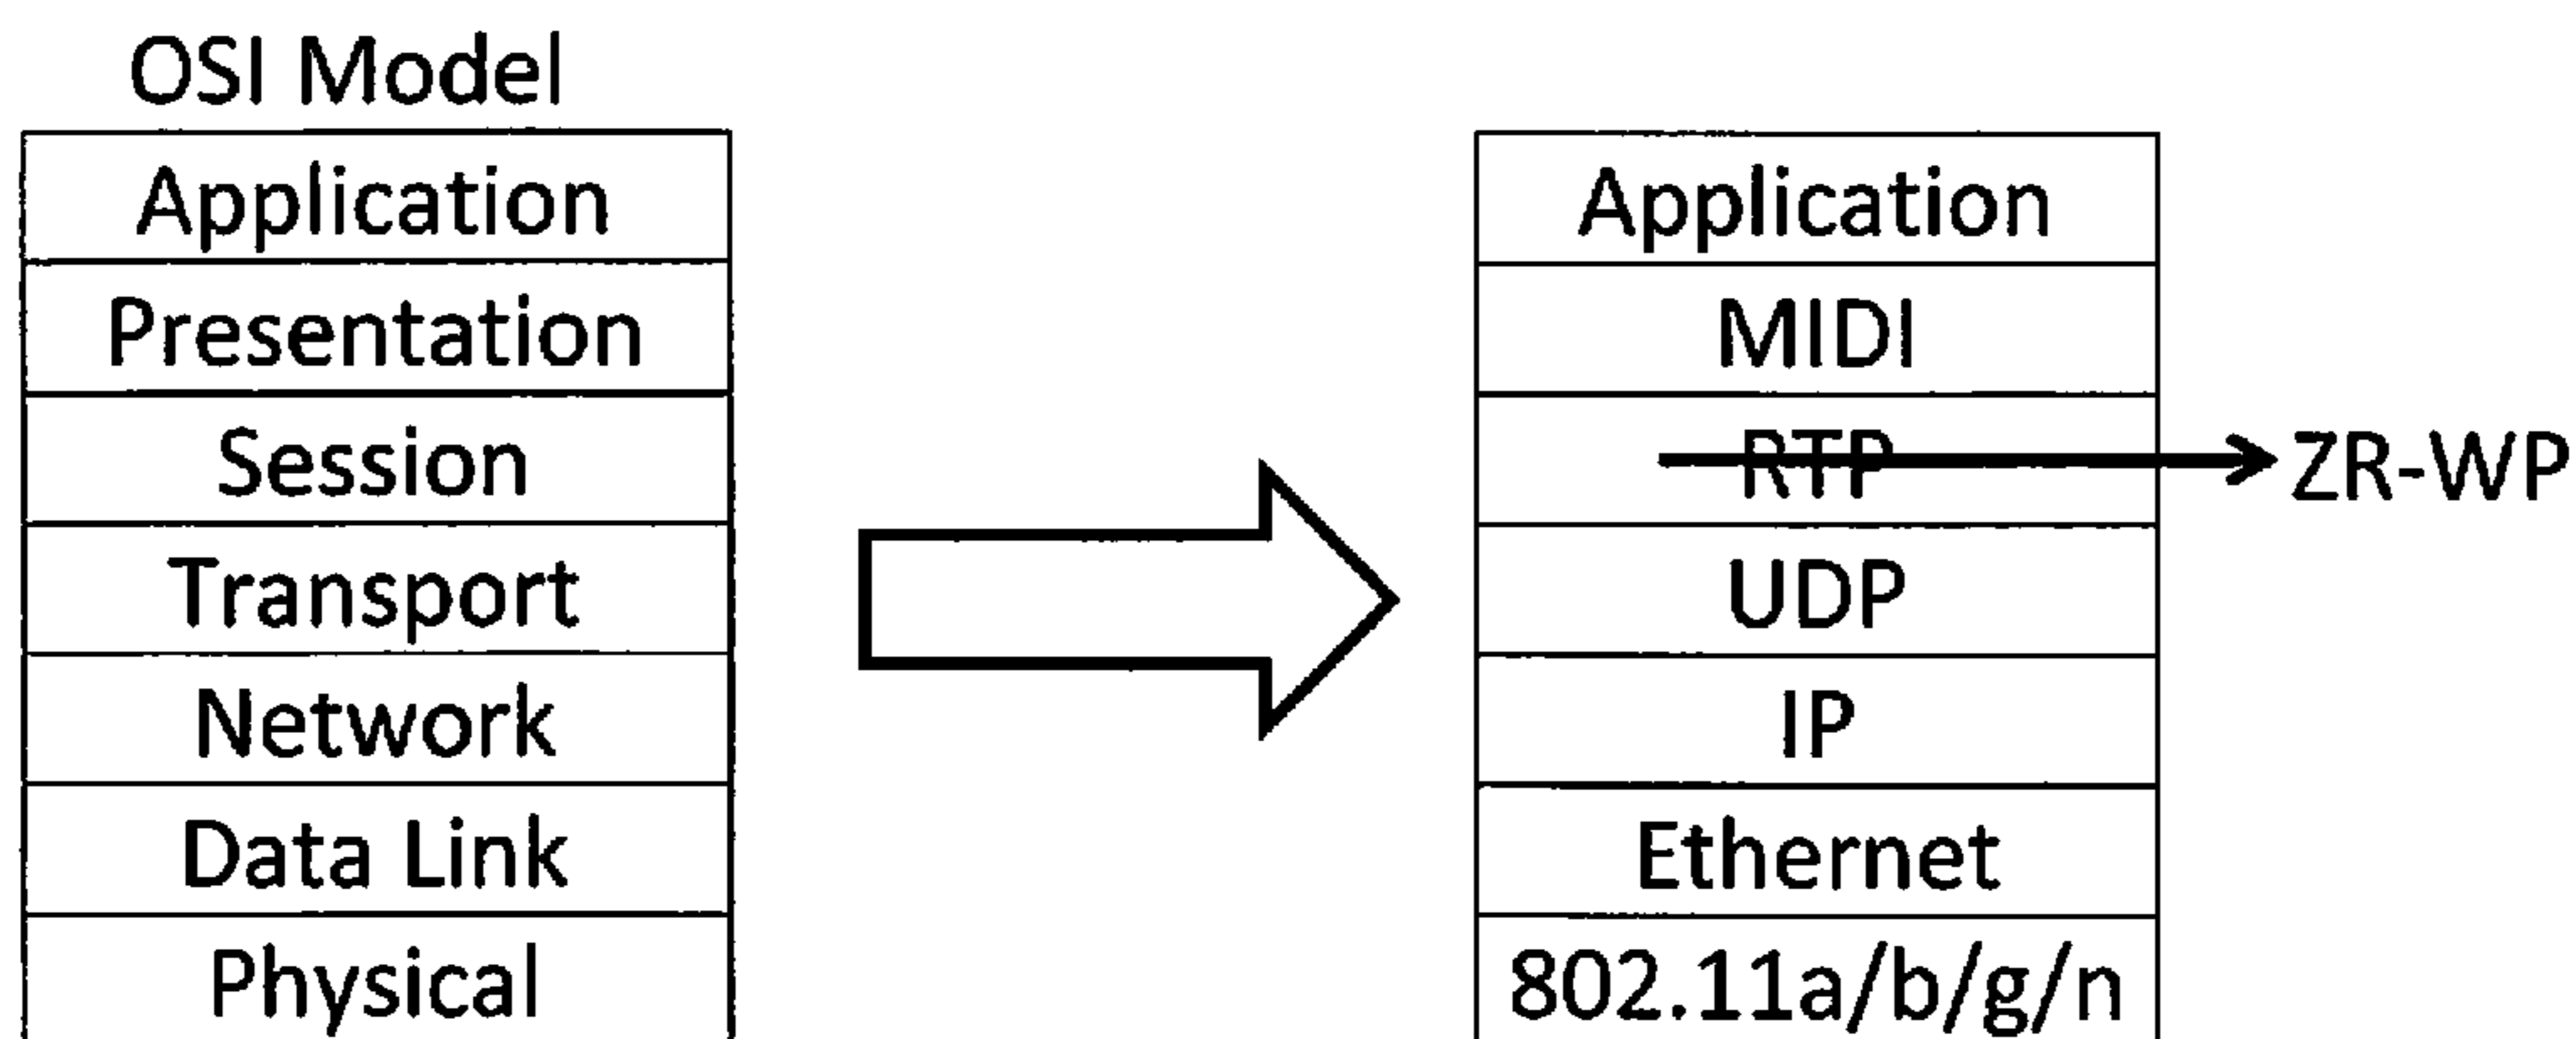 OSI Model
Application
Presentation
Session
Transport
Network
Data Link
Physical
Application
MIDI
RTP
ZR-WP
UDP
IP
Ethernet
802.11a/b/g/n